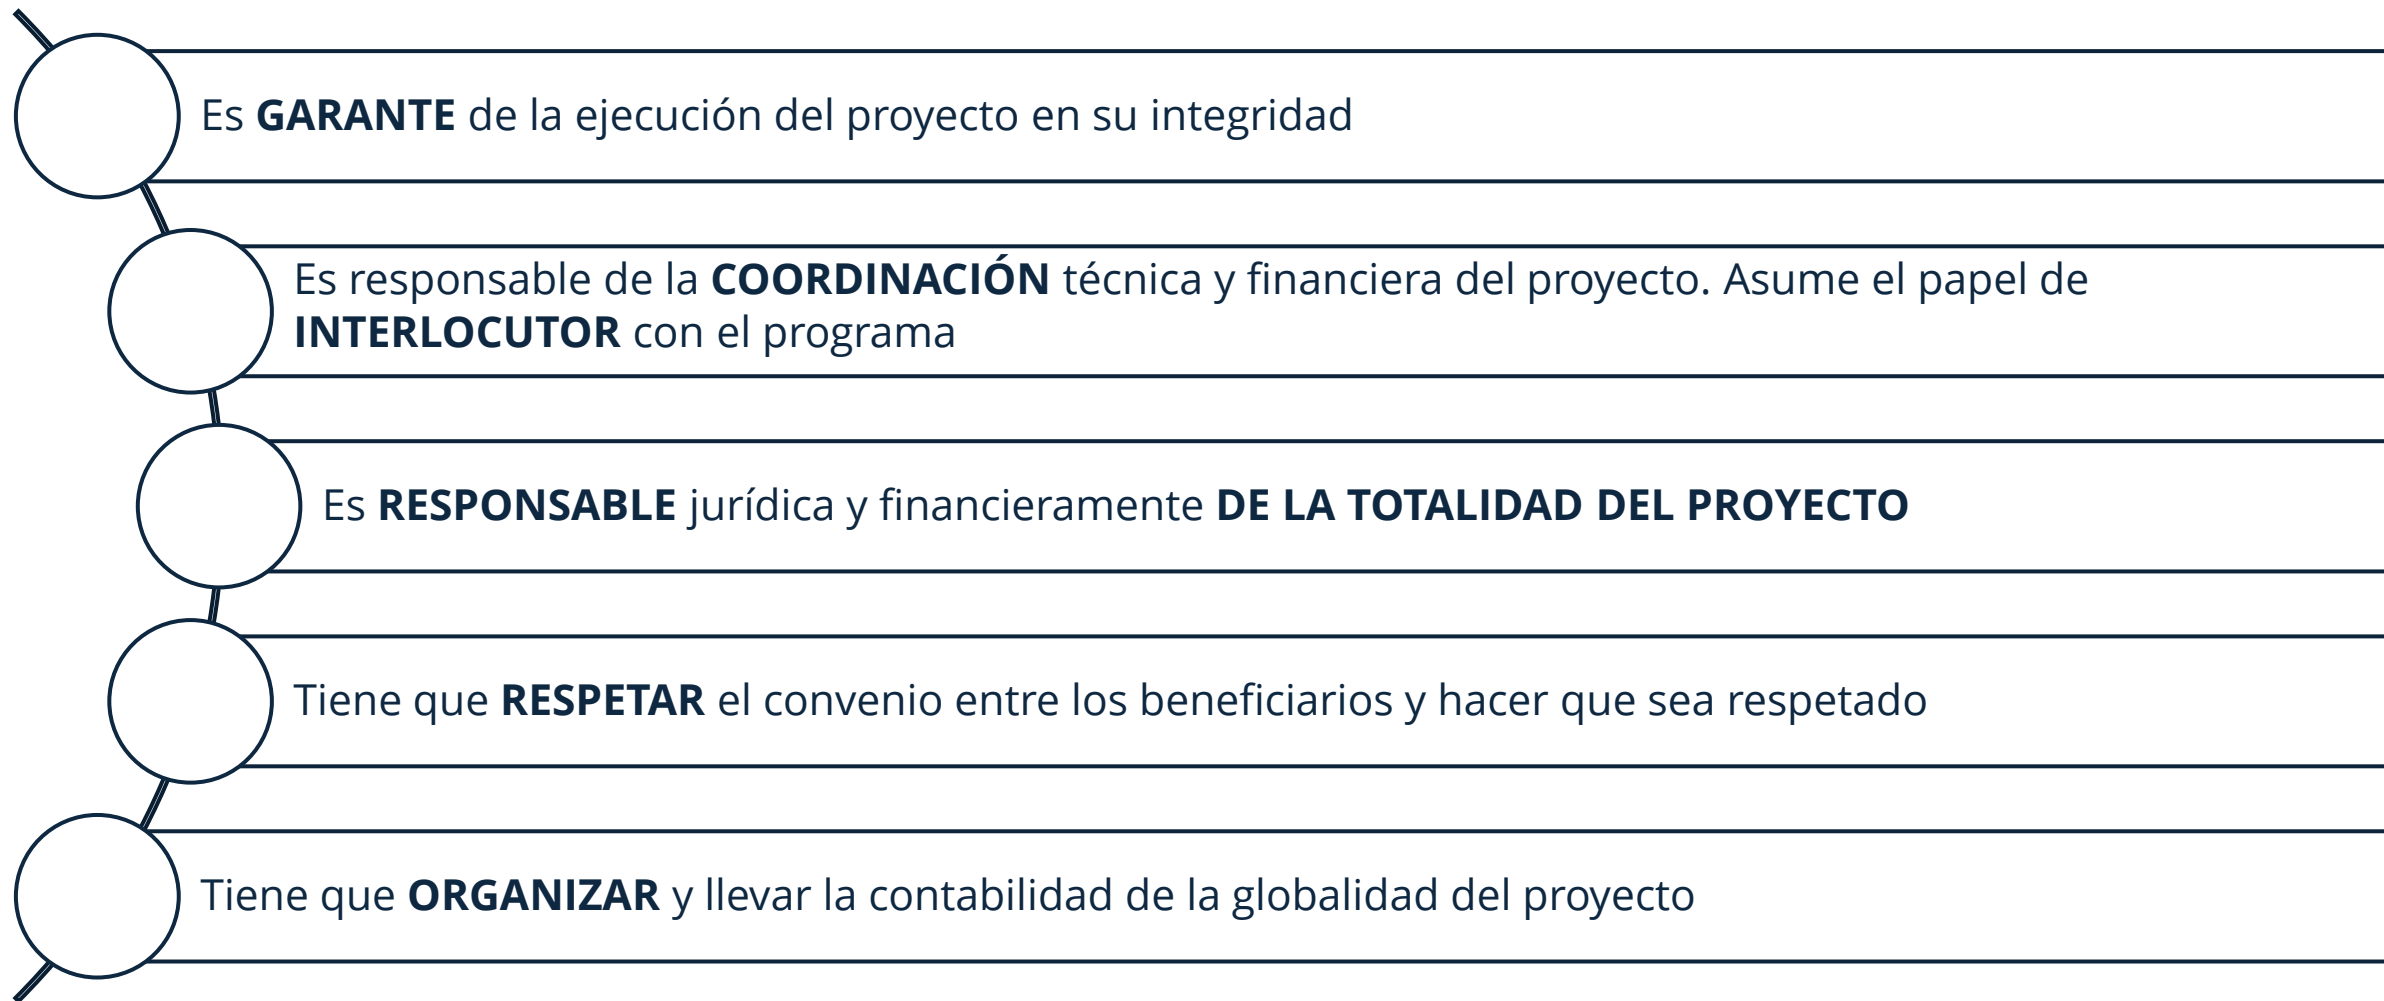 Es GARANTE de la ejecución del proyecto en su integridad
Es responsable de la COORDINACIÓN técnica y financiera del proyecto. Asume el papel de
INTERLOCUTOR con el programa
Es RESPONSABLE jurídica y financieramente DE LA TOTALIDAD DEL PROYECTO
Tiene que RESPETAR el convenio entre los beneficiarios y hacer que sea respetado
Tiene que ORGANIZAR y llevar la contabilidad de la globalidad del proyecto